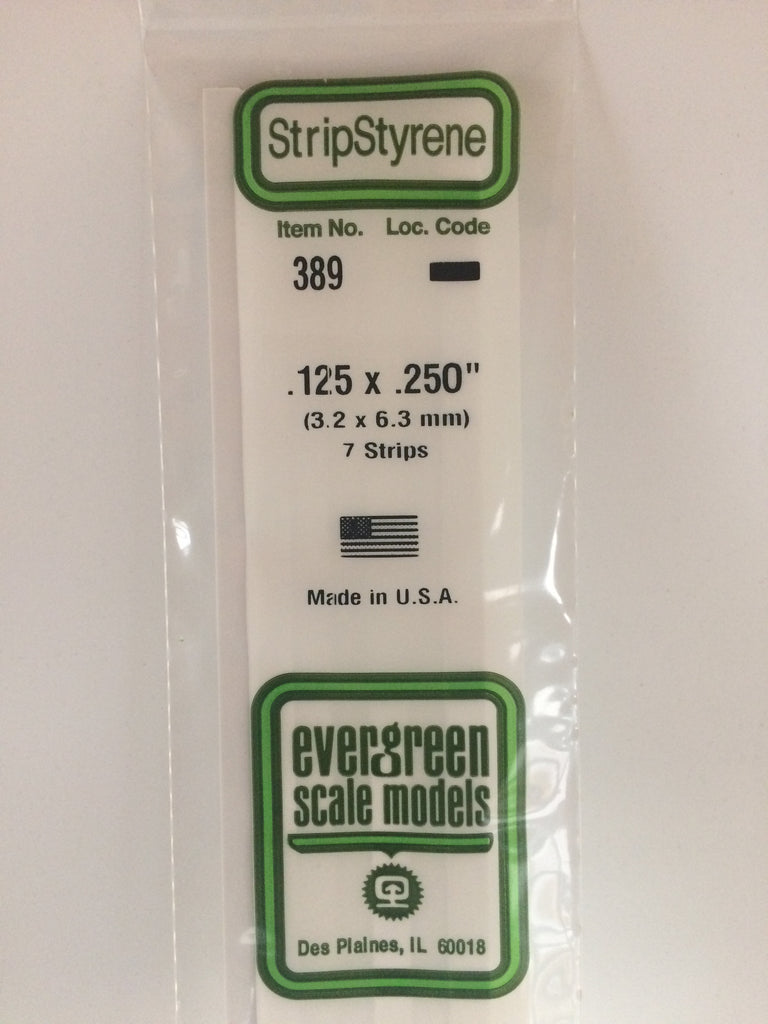 StripStyrene
Item No. Loc. Code
389
.125 x .250"
(3.2 x 6.3 mm)
7 Strips
Made in U.S.A.
evergreen
scale models
Des Plaines, IL 60018